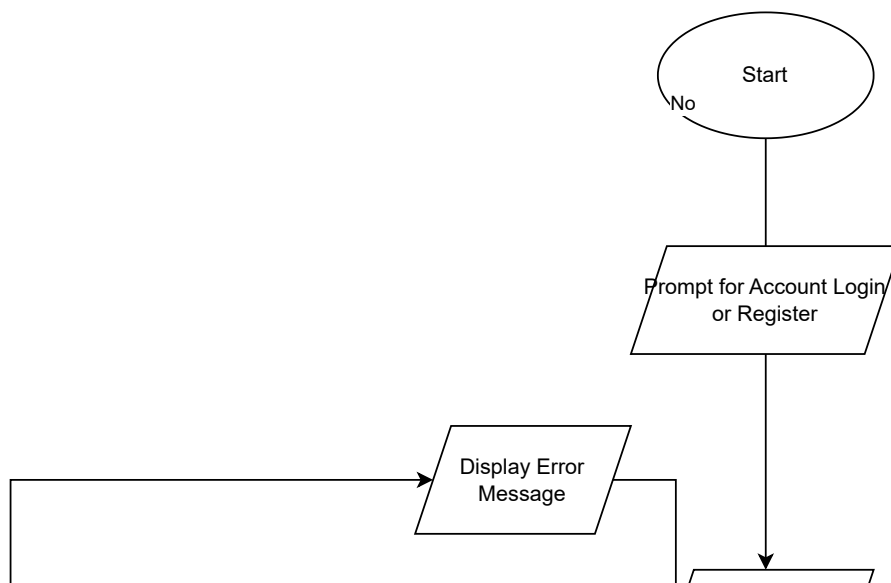 Start
No
Prompt for Account Login
or Register
Display Error
Message